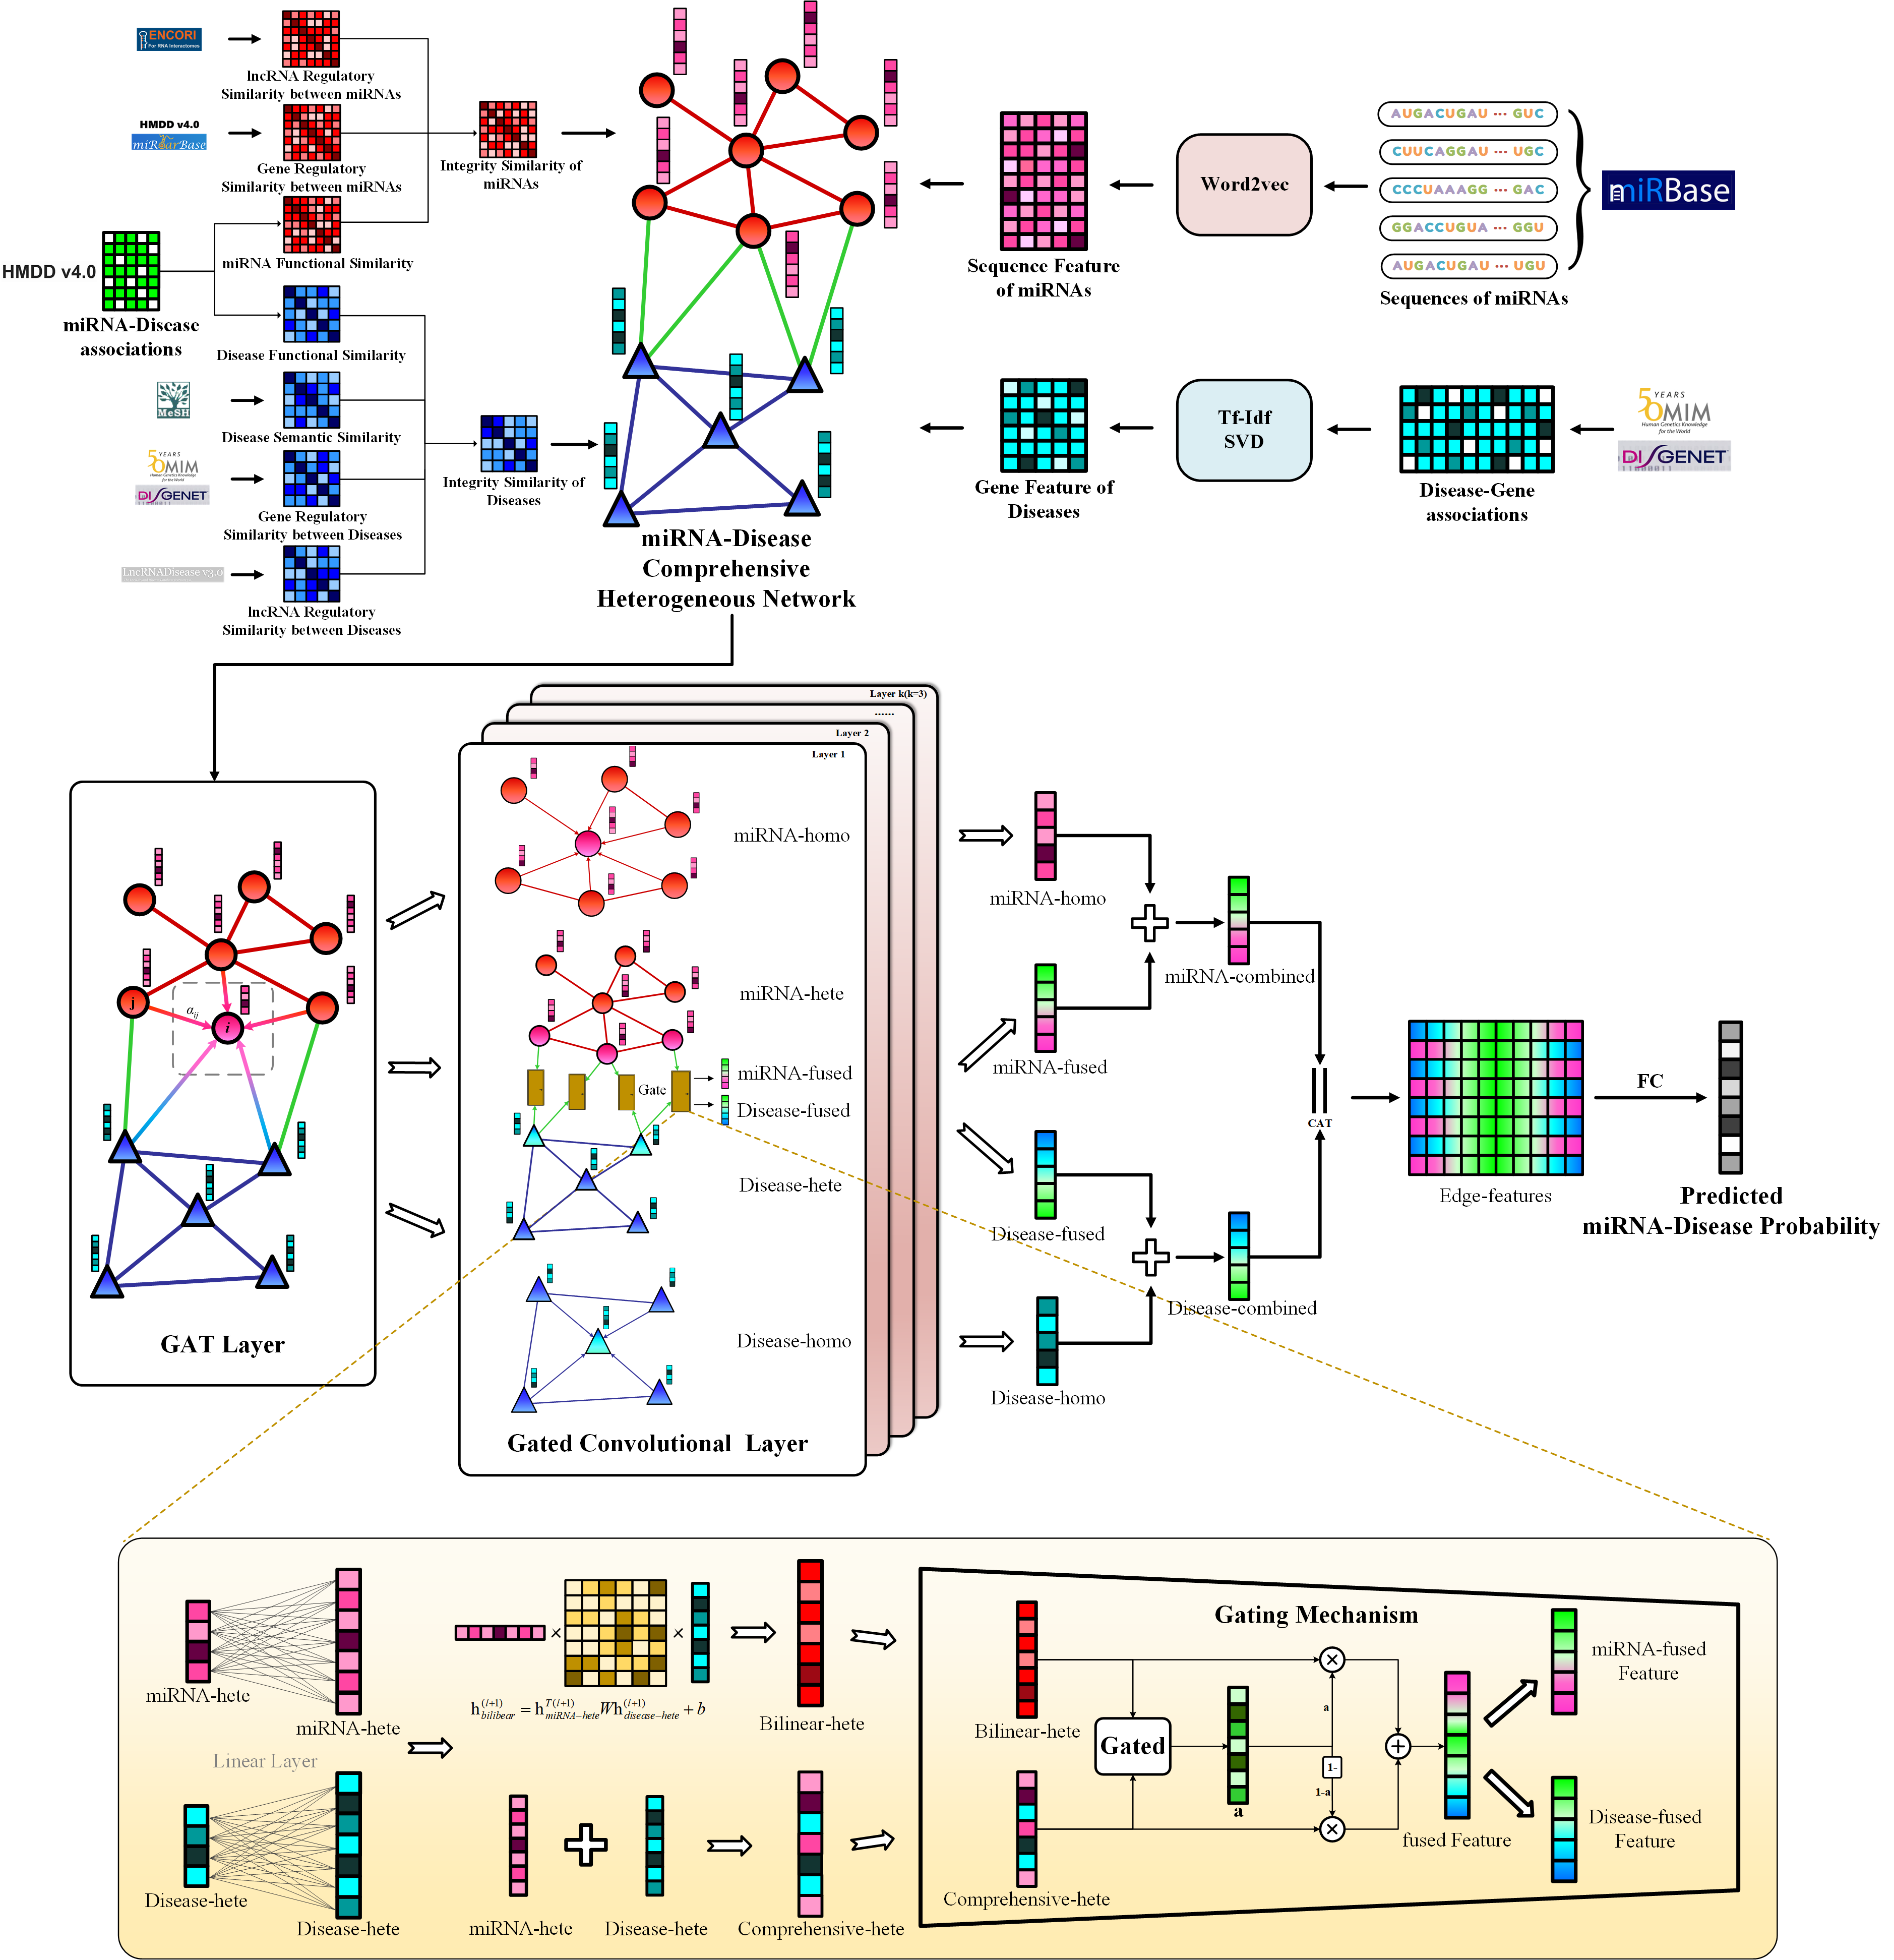 ENCORI
For RNA Interactomes
lncRNA Regulatory
Similarity between miRNAs
HMDD v4.0
miRTarBase
Gene Regulatory
Similarity between miRNAs
Integrity Similarity of
miRNAs
miRNA Functional Similarity
HMDD v4.0
miRNA-Disease
associations
Disease Functional Similarity
MeSH
Disease Semantic Similarity
50 YEARS
OMIM
Human Genetics Knowledge
for the World
DISGENET
Gene Regulatory
Similarity between Diseases
Integrity Similarity of
Diseases
LncRNADisease v3.0
lncRNA Regulatory
Similarity between Diseases
miRNA-Disease
Comprehensive
Heterogeneous Network
Sequence Feature
of miRNAs
Word2vec
AUGACUGAU ··· GUC
CUUCAGGAU ··· UGC
CCCUAAAGG ··· GAC
GGACCUGUA ··· GGU
AUGACUGAU ··· UGU
Sequences of miRNAs
miRBase
Gene Feature of
Diseases
Tf-Idf
SVD
Disease-Gene
associations
50 YEARS
OMIM
Human Genetics Knowledge
for the World
DISGENET
j
α_ij
i
GAT Layer
Layer k(k=3)
......
Layer 2
Layer 1
miRNA-homo
miRNA-hete
miRNA-fused
Gate
Disease-fused
Disease-hete
Disease-homo
Gated Convolutional Layer
miRNA-homo
miRNA-fused
miRNA-combined
Disease-fused
Disease-combined
Disease-homo
CAT
Edge-features
FC
Predicted
miRNA-Disease Probability
miRNA-hete
miRNA-hete
Linear Layer
Disease-hete
Disease-hete
× ×
h_{bilibear}^{(l+1)} = h_{miRNA-hete}^{T(l+1)} W h_{disease-hete}^{(l+1)} + b
Bilinear-hete
miRNA-hete
Disease-hete
Comprehensive-hete
Gating Mechanism
Bilinear-hete
Comprehensive-hete
Gated
a
a
1-
1-a
fused Feature
miRNA-fused
Feature
Disease-fused
Feature